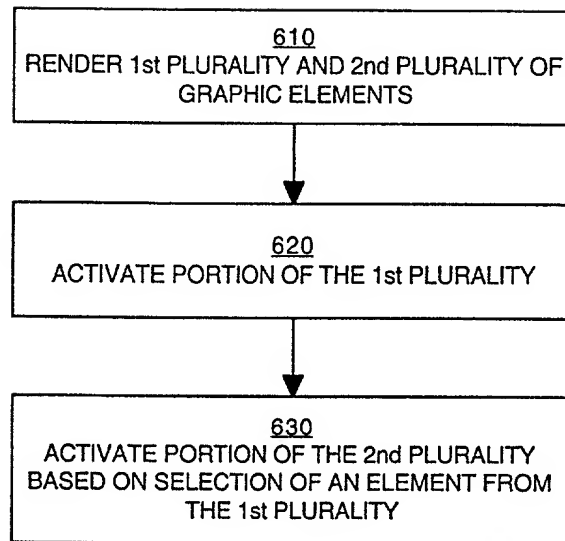 610
RENDER 1st PLURALITY AND 2nd PLURALITY OF
GRAPHIC ELEMENTS
620
ACTIVATE PORTION OF THE 1st PLURALITY
630
ACTIVATE PORTION OF THE 2nd PLURALITY
BASED ON SELECTION OF AN ELEMENT FROM
THE 1st PLURALITY